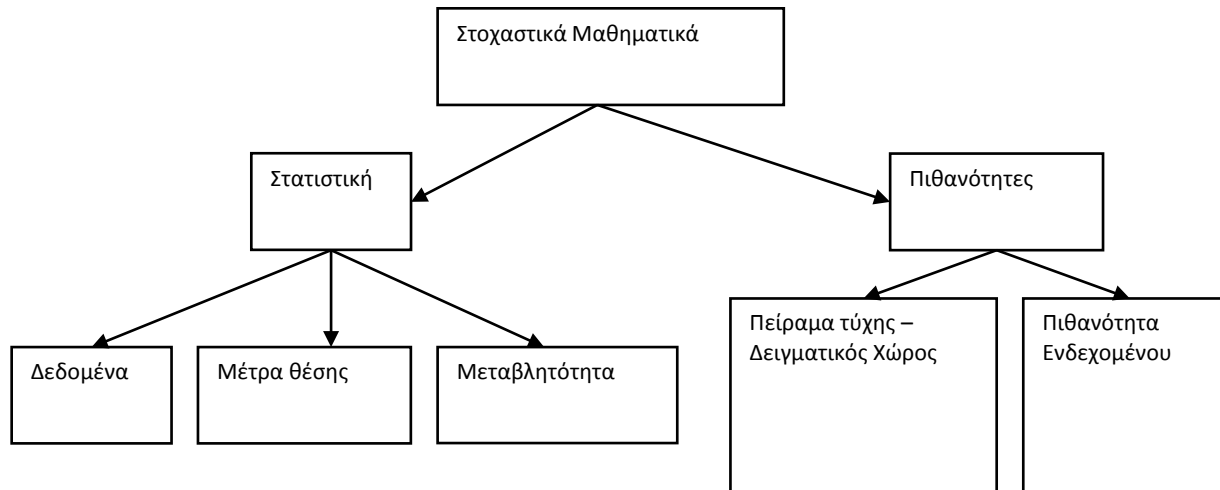 Στοχαστικά Μαθηματικά
Στατιστική
Πιθανότητες
Δεδομένα
Μέτρα θέσης
Μεταβλητότητα
Πείραμα τύχης –
Δειγματικός Χώρος
Πιθανότητα
Ενδεχομένου